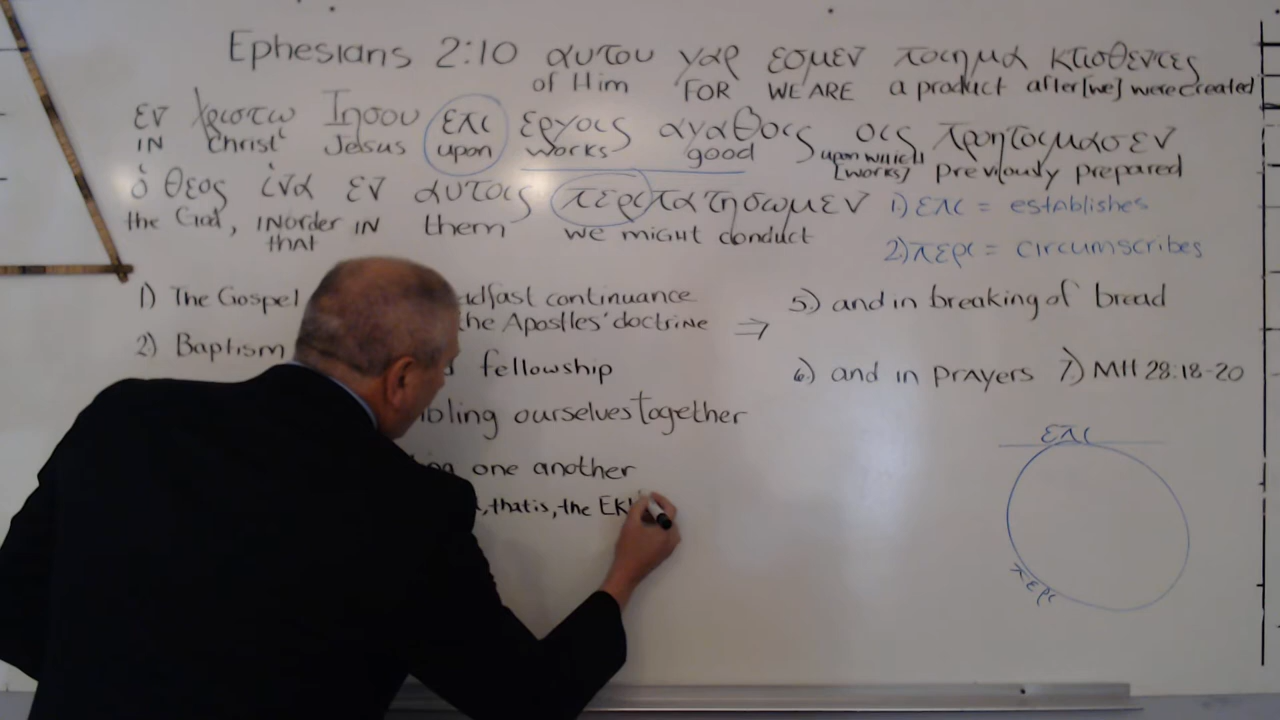 Ephesians 2:10 αυτου γαρ εσμεν ποιημα κτισθεντες
of Him FOR WE ARE a product after [we] were created
εν Χριστω Ιησου επι εργοις αγαθοις οις προητοιμασεν
IN Christ Jesus upon works good upon which [works] previously prepared
ὁ θεος ἱνα εν αυτοις περιπατησωμεν 1) επι = establishes
the God, IN order that IN them we might conduct
2) περι = circumscribes
1) The Gospel
continuance
the Apostles' doctrine ⇒
2) Baptism
fellowship
ourselves together
one another
that is, the
5.) and in breaking of bread
6.) and in prayers 7.) Mtt 28:18-20
επι
περι